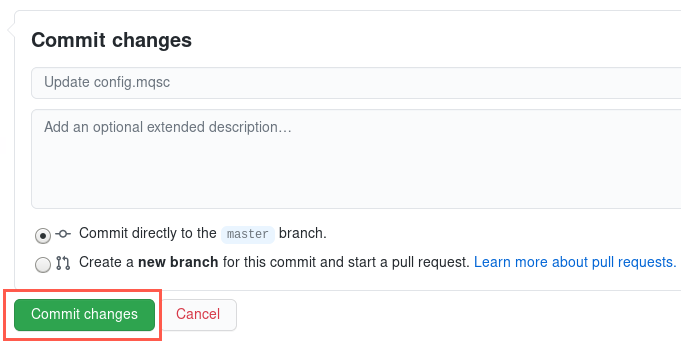 Commit changes
Update config.mqsc
Add an optional extended description…
Commit directly to the master branch.
Create a new branch for this commit and start a pull request. Learn more about pull requests.
Commit changes Cancel